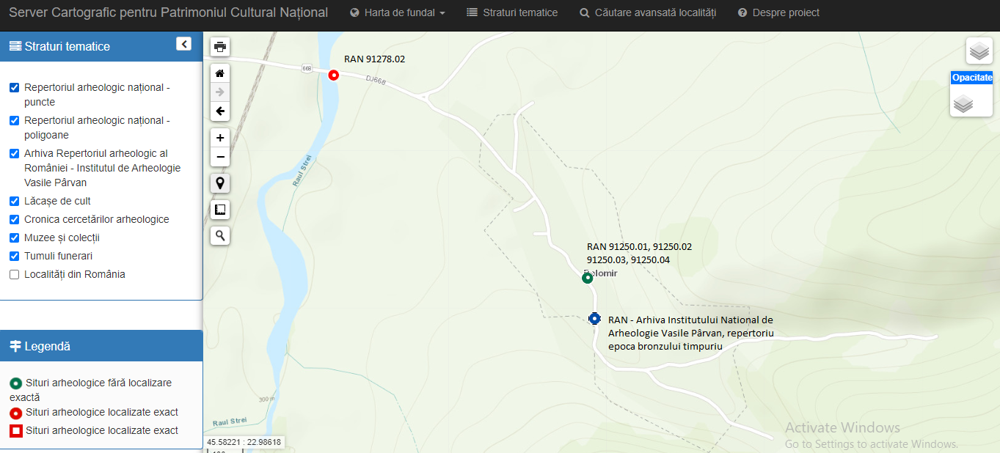 Server Cartografic pentru Patrimoniul Cultural Național
Harta de fundal
Straturi tematice
Căutare avansată localități
Despre proiect
Straturi tematice
Repertoriul arheologic național -
puncte
Repertoriul arheologic național -
poligoane
Arhiva Repertoriul arheologic al
României - Institutul de Arheologie
Vasile Pârvan
Lăcașe de cult
Cronica cercetărilor arheologice
Muzee și colecții
Tumuli funerari
Localități din România
Legendă
Situri arheologice fără localizare
exactă
Situri arheologice localizate exact
Situri arheologice localizate exact
Opacitate
RAN 91278.02
668
DJ668
Raul Strei
RAN 91250.01, 91250.02
91250.03, 91250.04
RAN - Arhiva Institutului National de
Arheologie Vasile Pârvan, repertoriu
epoca bronzului timpuriu
300 m
Raul Strei
45.58221 : 22.98618
Activate Windows
Go to Settings to activate Windows.